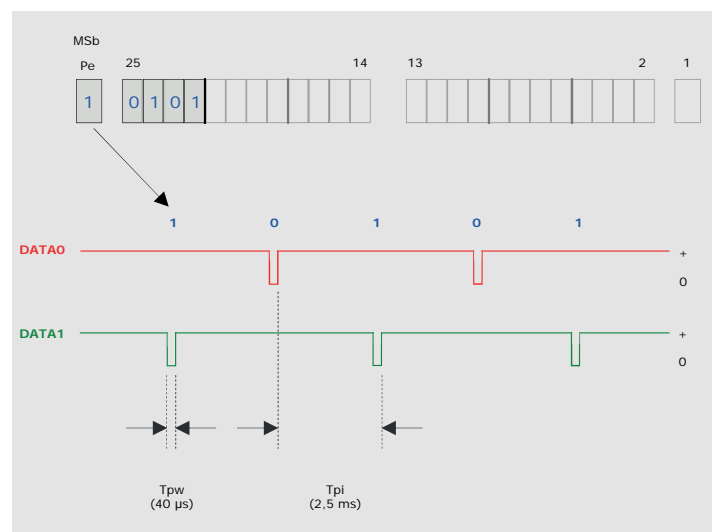 MSb
Pe 25 14 13 2 1
1 0 1 0 1
1 0 1 0 1
DATA0
+
0
DATA1
+
0
Tpw
(40 µs)
Tpi
(2,5 ms)